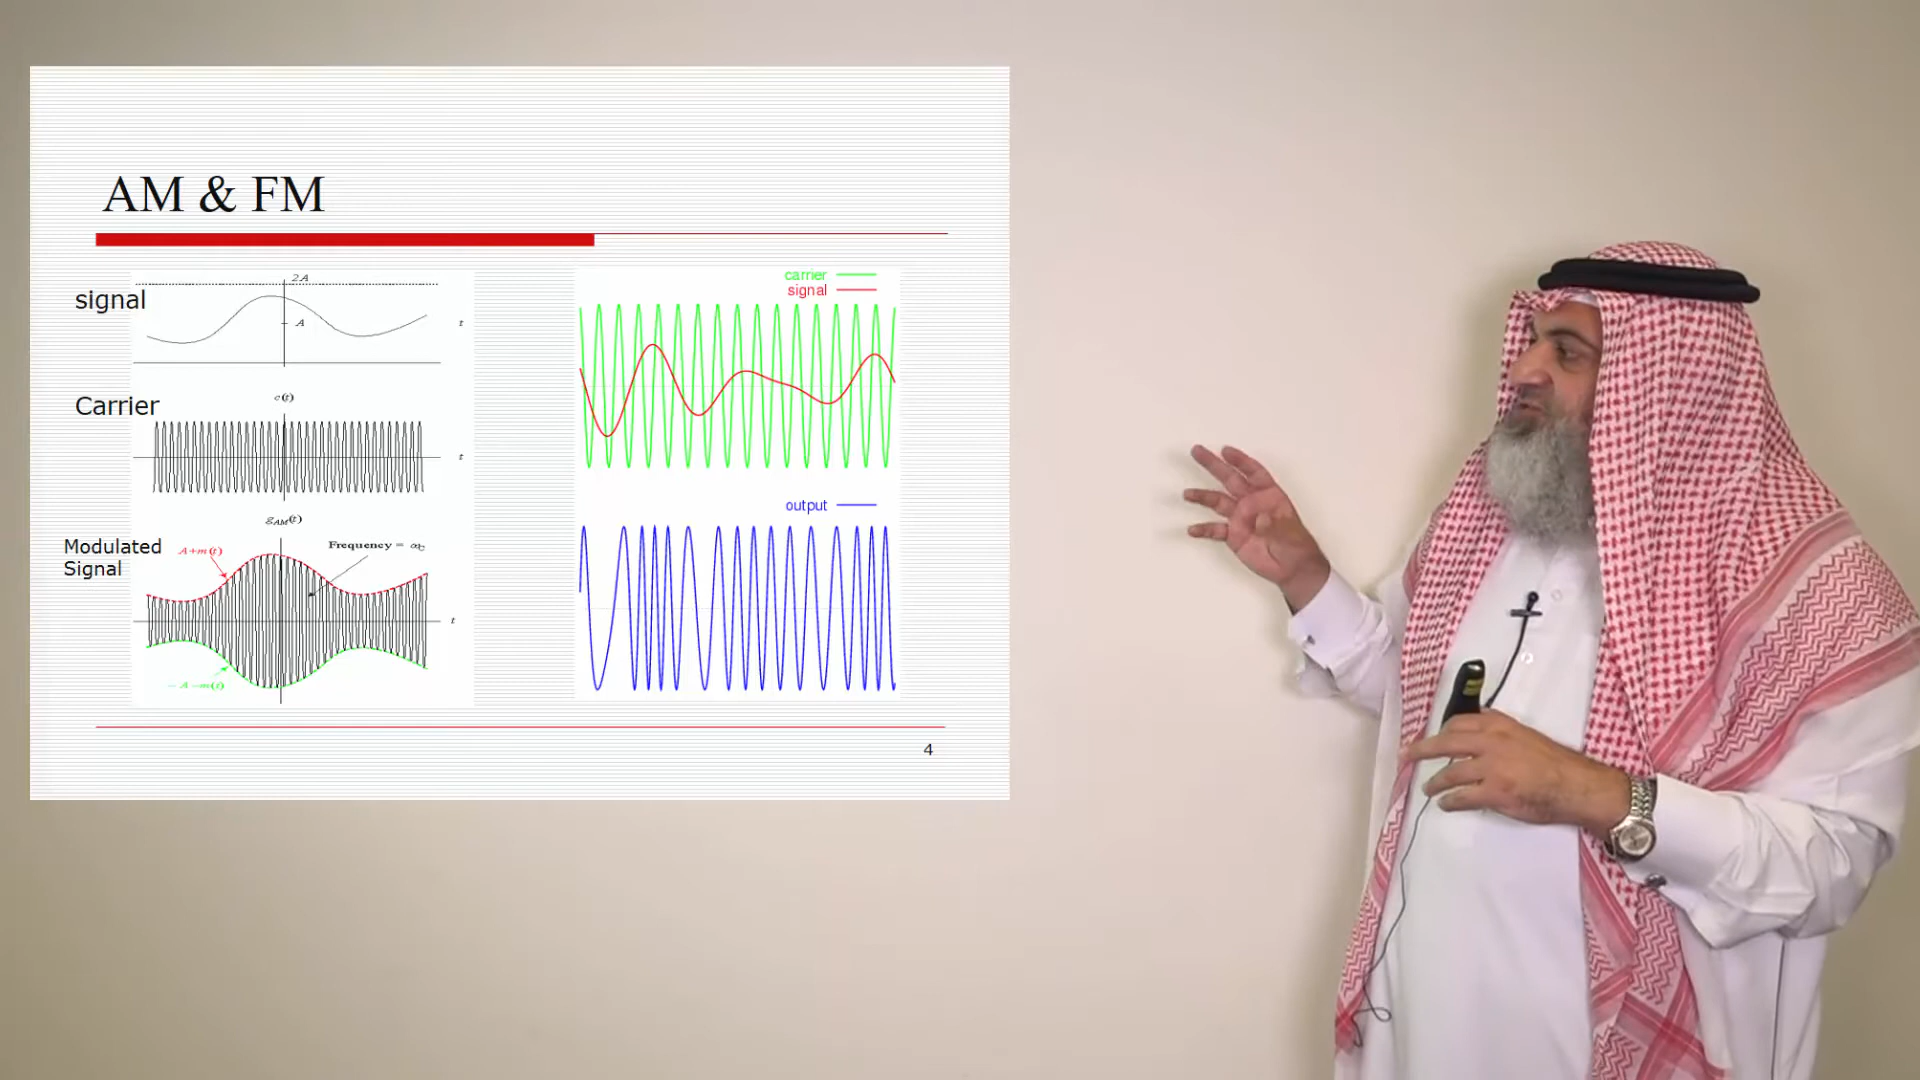 AM & FM
signal
2A
A
t
Carrier
c(t)
t
Modulated
Signal
g_AM(t)
A+m(t)
Frequency = ω_C
t
– A –m(t)
carrier
signal
output
4